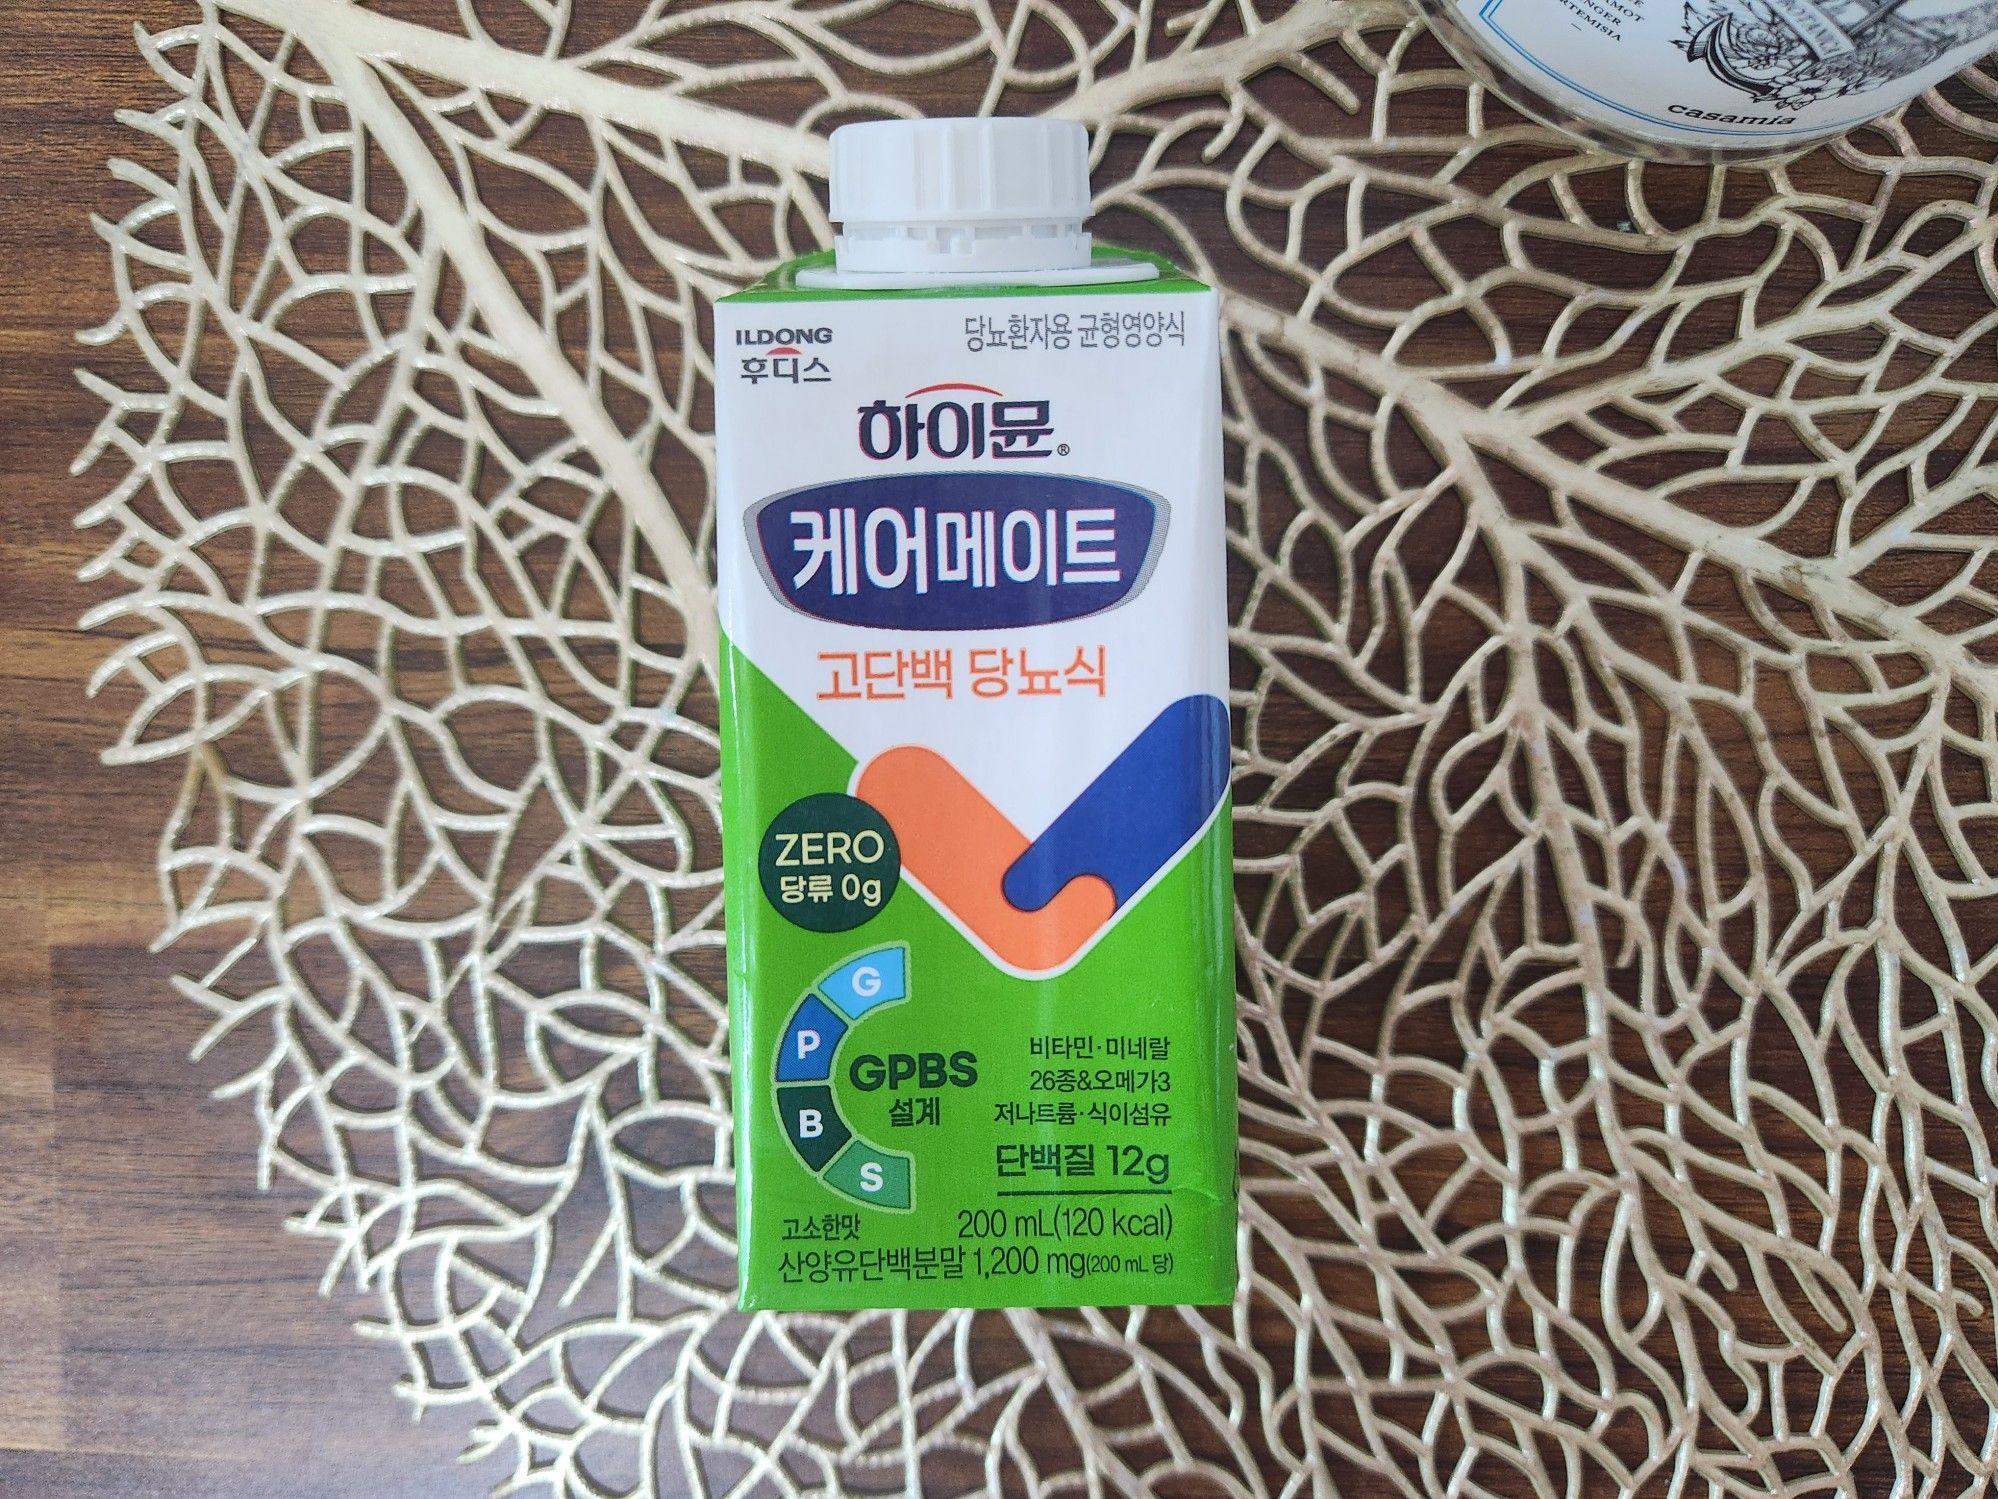 AMOT
NGER
RTEMISIA
casamia
ILDONG
후디스
당뇨환자용 균형영양식
하이뮨®
케어메이트
고단백 당뇨식
ZERO
당류 0g
G
P
B
S
GPBS
설계
비타민·미네랄
26종&오메가3
저나트륨·식이섬유
단백질 12g
고소한맛
200 mL(120 kcal)
산양유단백분말 1,200 mg(200 mL 당)